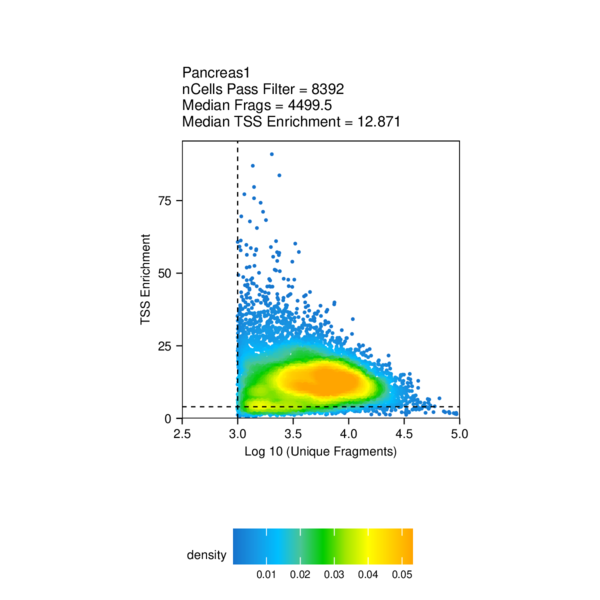 Pancreas1
nCells Pass Filter = 8392
Median Frags = 4499.5
Median TSS Enrichment = 12.871
75
50
25
0
TSS Enrichment
2.5 3.0 3.5 4.0 4.5 5.0
Log 10 (Unique Fragments)
density
0.01 0.02 0.03 0.04 0.05